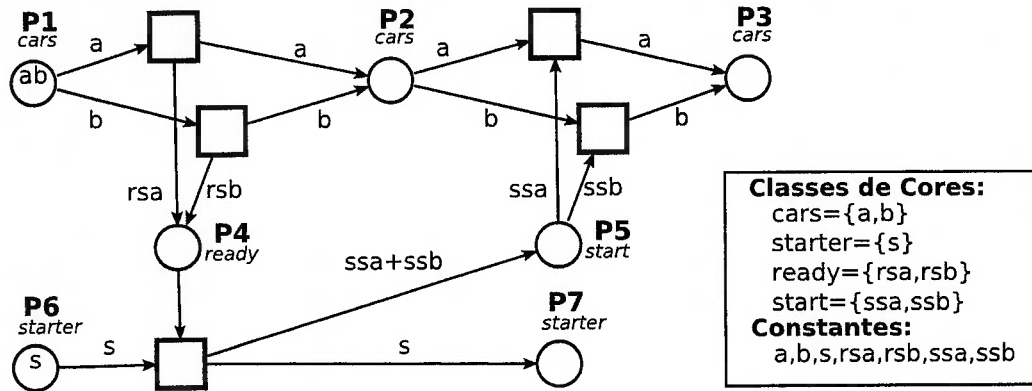 P1
cars
P2
cars
P3
cars
a
a
a
a
ab
b
b
b
b
rsa
rsb
ssa
ssb
P4
ready
P5
start
ssa+ssb
P6
starter
P7
starter
s
s
s
Classes de Cores:
cars={a,b}
starter={s}
ready={rsa,rsb}
start={ssa,ssb}
Constantes:
a,b,s,rsa,rsb,ssa,ssb